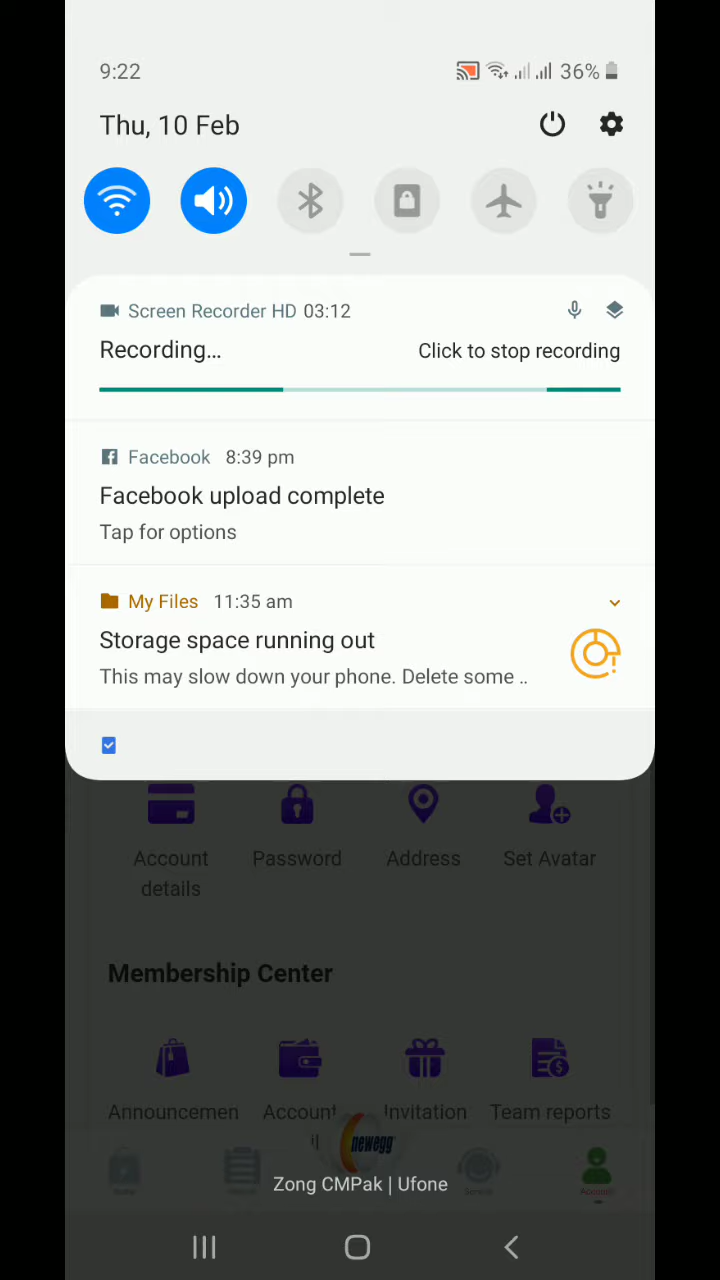 9:22
36%
Thu, 10 Feb
Screen Recorder HD 03:12
Recording...
Click to stop recording
Facebook 8:39 pm
Facebook upload complete
Tap for options
My Files 11:35 am
Storage space running out
This may slow down your phone. Delete some ..
Account
details
Password
Address
Set Avatar
Membership Center
Announcemen
Account
Invitation
Team reports
newegg
Zong CMPak | Ufone
Account